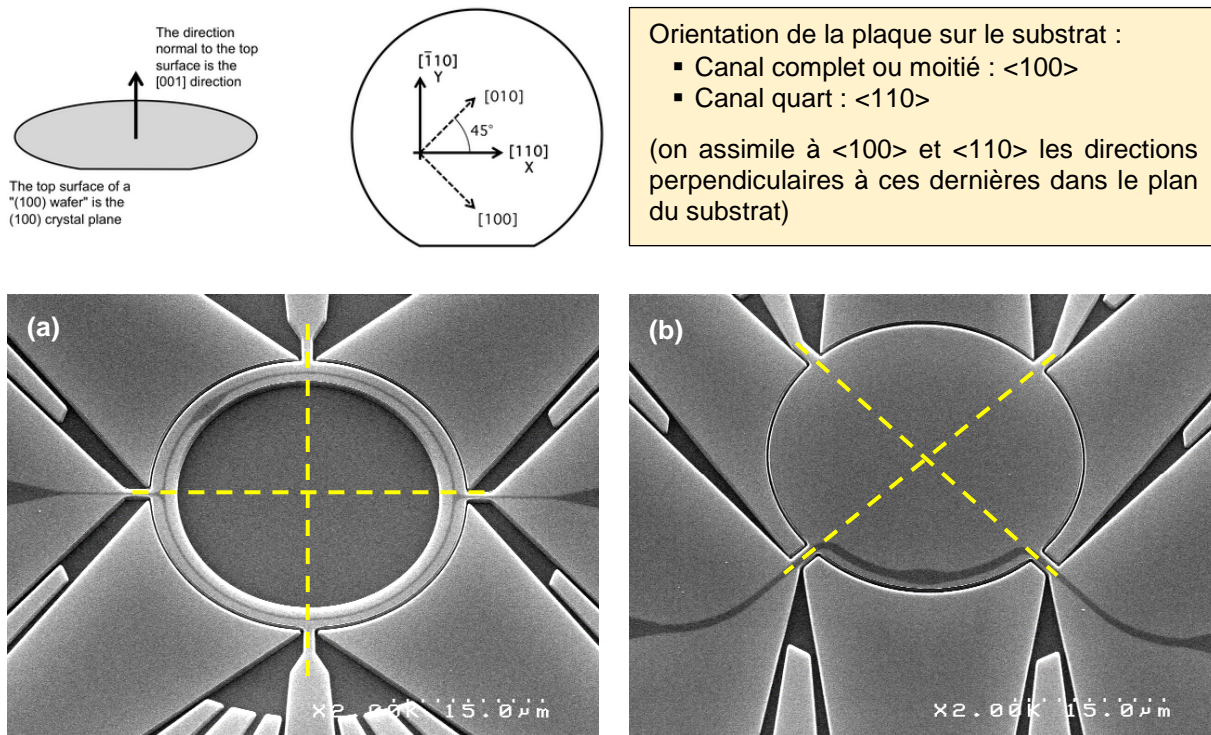 The direction
normal to the top
surface is the
[001] direction
The top surface of a
"(100) wafer" is the
(100) crystal plane
[1̄10]
Y
[010]
45°
[110]
X
[100]
Orientation de la plaque sur le substrat :
▪ Canal complet ou moitié : <100>
▪ Canal quart : <110>
(on assimile à <100> et <110> les directions
perpendiculaires à ces dernières dans le plan
du substrat)
(a)
X2.00K 15.0µm
(b)
X2.00K 15.0µm